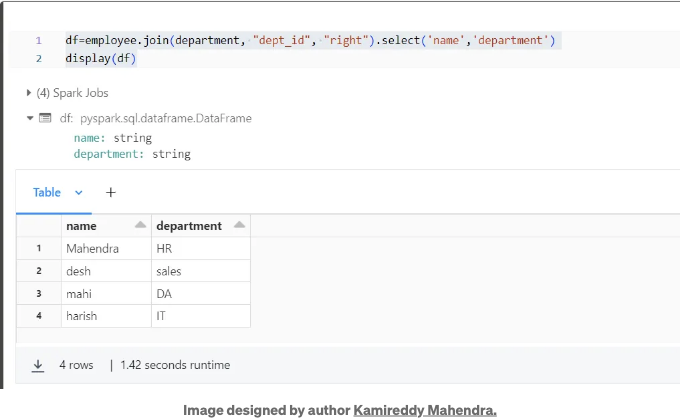 1 df=employee.join(department, "dept_id", "right").select('name','department')
2 display(df)
(4) Spark Jobs
df: pyspark.sql.dataframe.DataFrame
name: string
department: string
Table +
name department
1 Mahendra HR
2 desh sales
3 mahi DA
4 harish IT
4 rows | 1.42 seconds runtime
Image designed by author Kamireddy Mahendra.